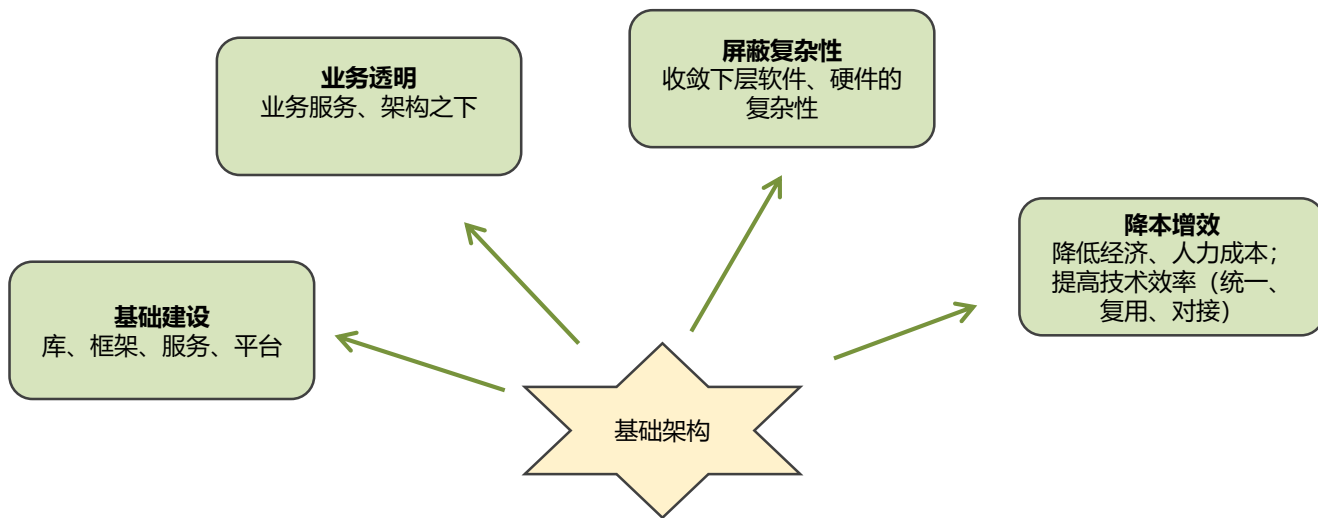 屏蔽复杂性
收敛下层软件、硬件的
复杂性
业务透明
业务服务、架构之下
降本增效
降低经济、人力成本；
提高技术效率（统一、
复用、对接）
基础建设
库、框架、服务、平台
基础架构